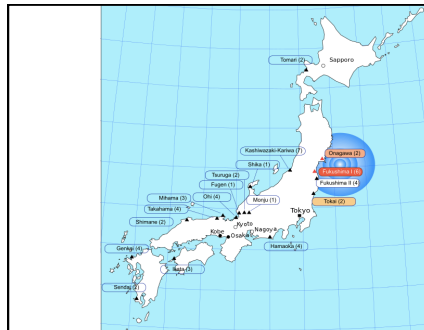 Tomari (2)
Sapporo
Kashiwazaki-Kariwa (7)
Onagawa (2)
Shika (1)
Fukushima I (6)
Tsuruga (2)
Fukushima II (4
Fugen (1)
Mihama (3)
Ohi (4)
Monju (1)
Tokai (2)
Takahama (4)
Tokyo
Shimane (2)
Kyoto
Kobe
Nagoya
Osaka
Genkai (4)
Hamaoka (4)
Ikata (3)
Sendai (2)